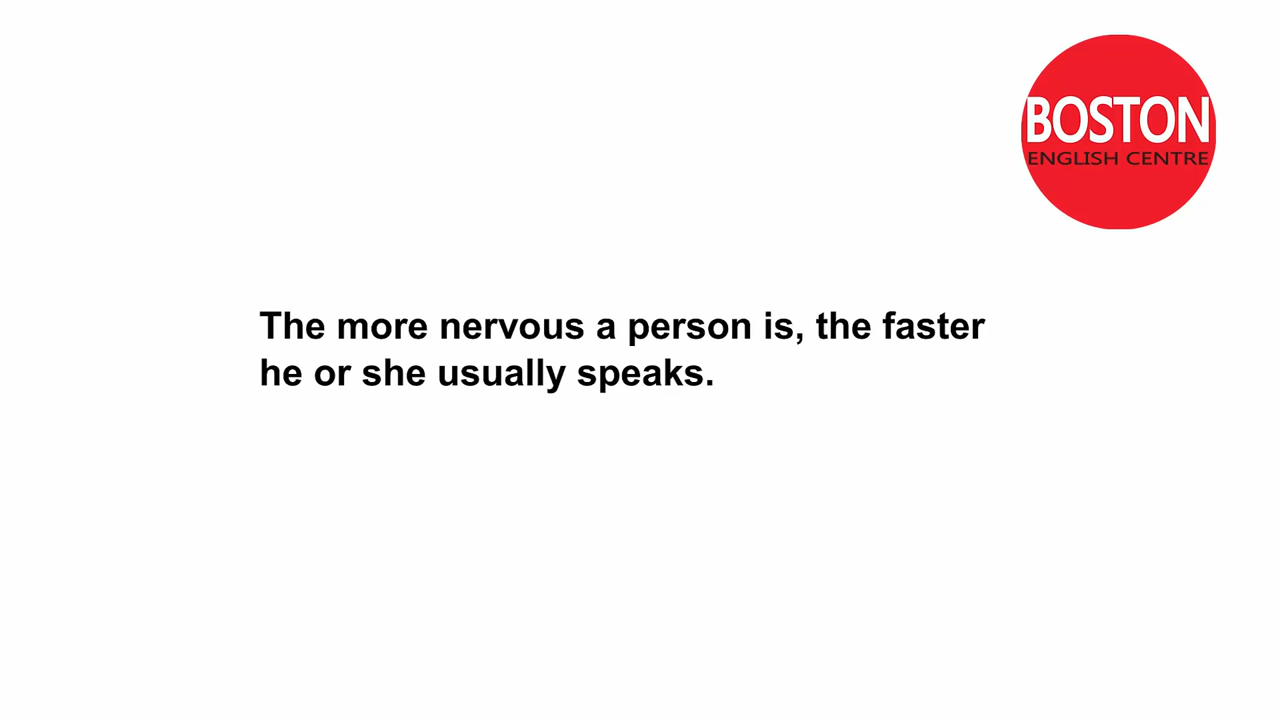 BOSTON
ENGLISH CENTRE
The more nervous a person is, the faster
he or she usually speaks.